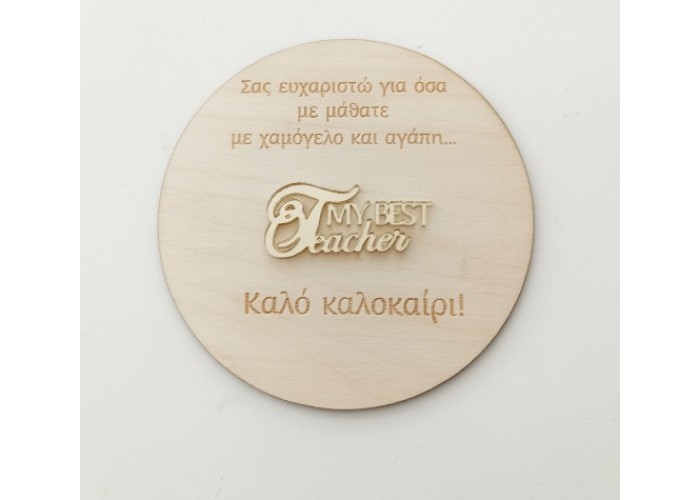 Σας ευχαριστώ για όσα
με μάθατε
με χαμόγελο και αγάπη...
MY BEST
Teacher
Καλό καλοκαίρι!